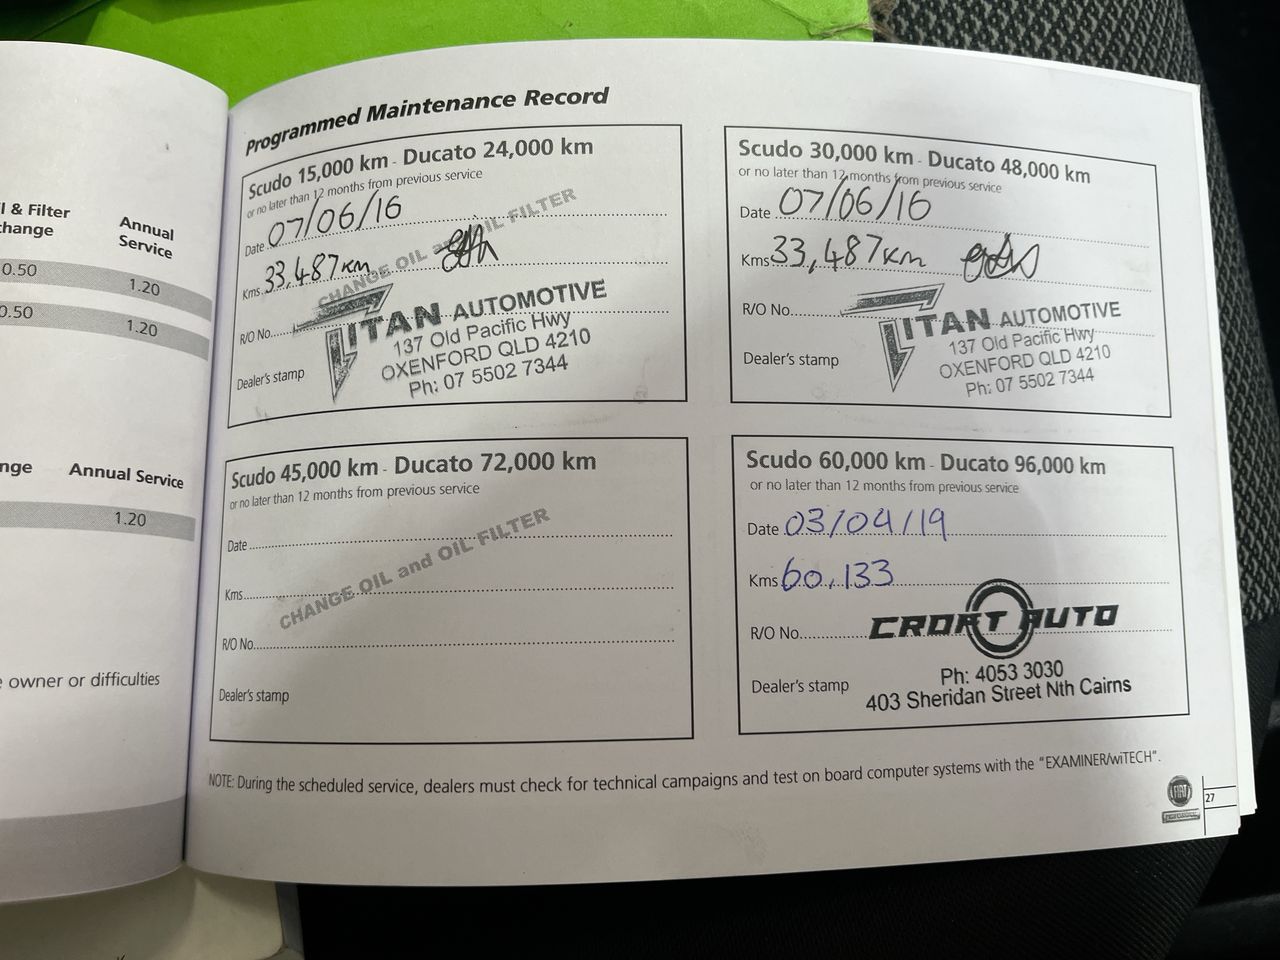 l & Filter
hange
Annual
Service
0.50
1.20
0.50
1.20
nge
Annual Service
1.20
e owner or difficulties
Programmed Maintenance Record
Scudo 15,000 km - Ducato 24,000 km
or no later than 12 months from previous service
Date 07/06/16
Kms 33,487km
CHANGE OIL and OIL FILTER
R/O No.
TITAN AUTOMOTIVE
137 Old Pacific Hwy
OXENFORD QLD 4210
Ph: 07 5502 7344
Dealer's stamp
Scudo 30,000 km - Ducato 48,000 km
or no later than 12 months from previous service
Date 07/06/16
Kms 33,487km
R/O No.
TITAN AUTOMOTIVE
137 Old Pacific Hwy
OXENFORD QLD 4210
Ph: 07 5502 7344
Dealer's stamp
Scudo 45,000 km - Ducato 72,000 km
or no later than 12 months from previous service
Date
CHANGE OIL and OIL FILTER
Kms
R/O No.
Dealer's stamp
Scudo 60,000 km - Ducato 96,000 km
or no later than 12 months from previous service
Date 03/04/19
Kms 60,133
R/O No.
CROFT AUTO
Dealer's stamp
Ph: 4053 3030
403 Sheridan Street Nth Cairns
NOTE: During the scheduled service, dealers must check for technical campaigns and test on board computer systems with the "EXAMINER/wiTECH".
FIAT
27